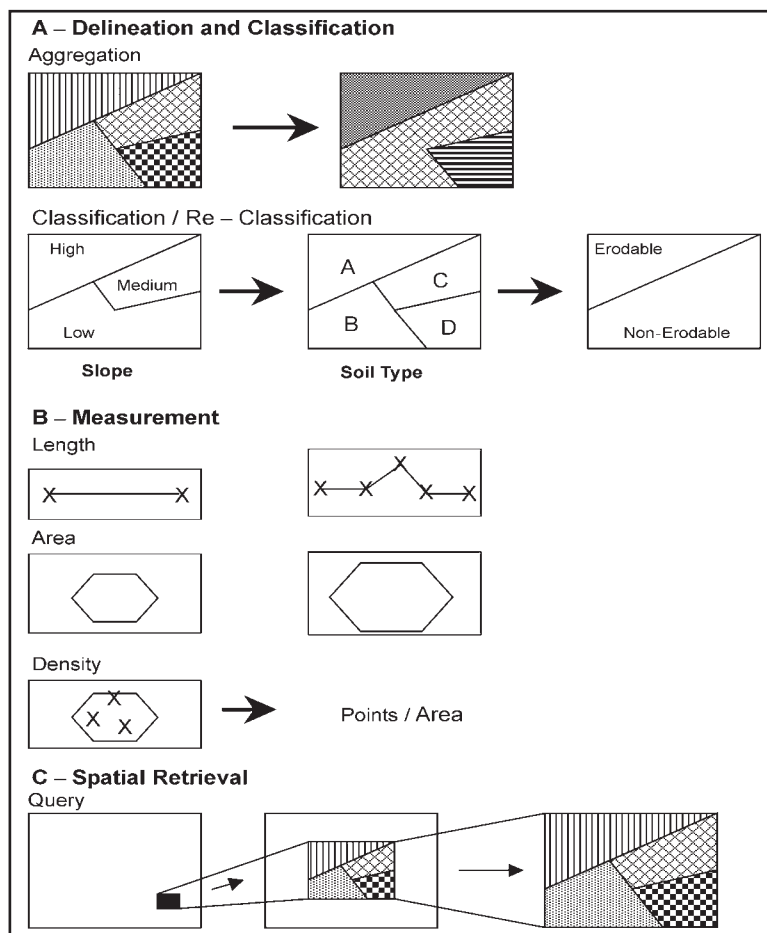 A – Delineation and Classification
Aggregation
Classification / Re – Classification
High
Medium
Low
A
C
B
D
Erodable
Non-Erodable
Slope
Soil Type
B – Measurement
Length
X X
X X X X X
Area
Density
X
X X
Points / Area
C – Spatial Retrieval
Query